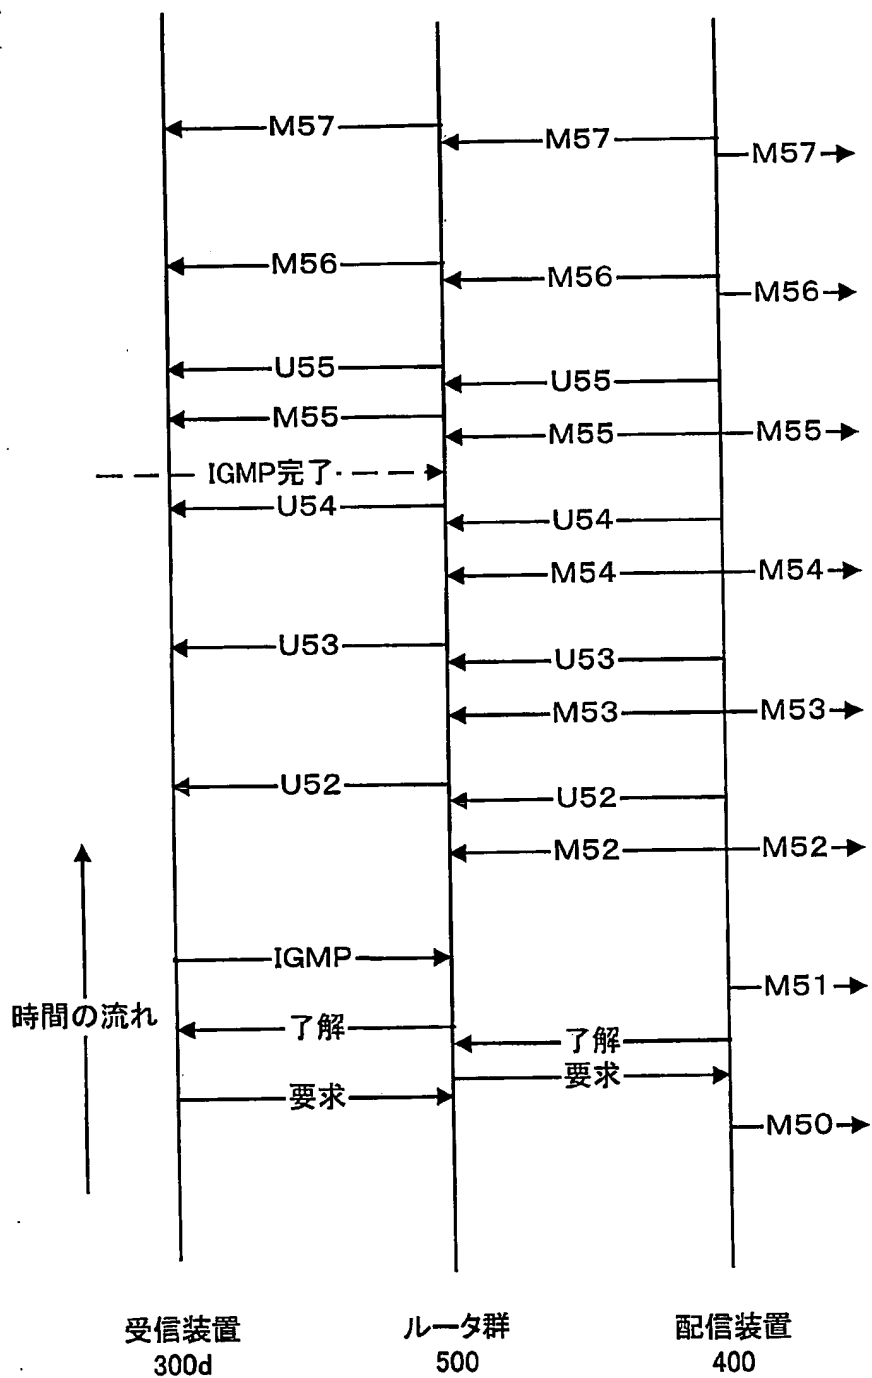 M57 M57 M57
M56 M56 M56
U55 U55
M55 M55 M55
IGMP完了
U54 U54
M54 M54
U53 U53
M53 M53
U52 U52
M52 M52
IGMP
M51
時間の流れ
了解 了解
要求 要求
M50
受信装置 ルータ群 配信装置
300d 500 400